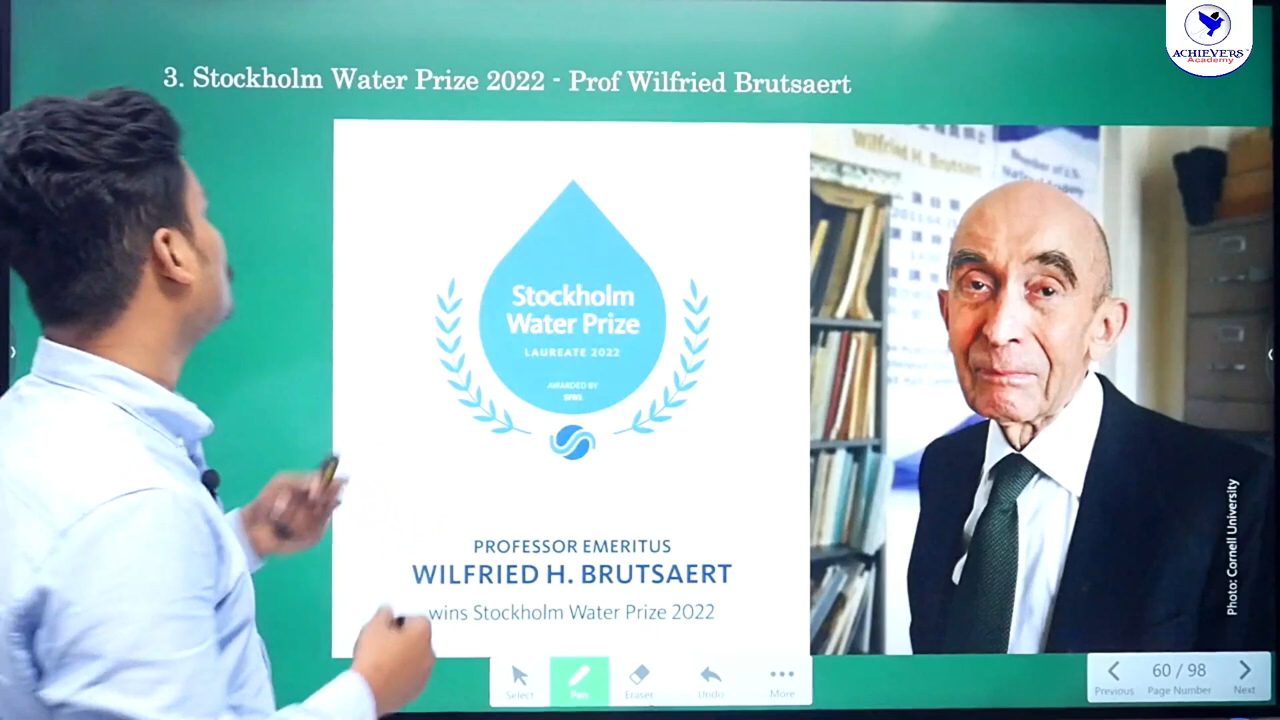 ACHIEVERS
Academy
3. Stockholm Water Prize 2022 - Prof Wilfried Brutsaert
Wilfried H. Brutsaert
Member of U.S.
Stockholm
Water Prize
LAUREATE 2022
AWARDED BY
SIWI
PROFESSOR EMERITUS
WILFRIED H. BRUTSAERT
wins Stockholm Water Prize 2022
Photo: Cornell University
Select
Pen
Eraser
Undo
More
60 / 98
Previous
Page Number
Next